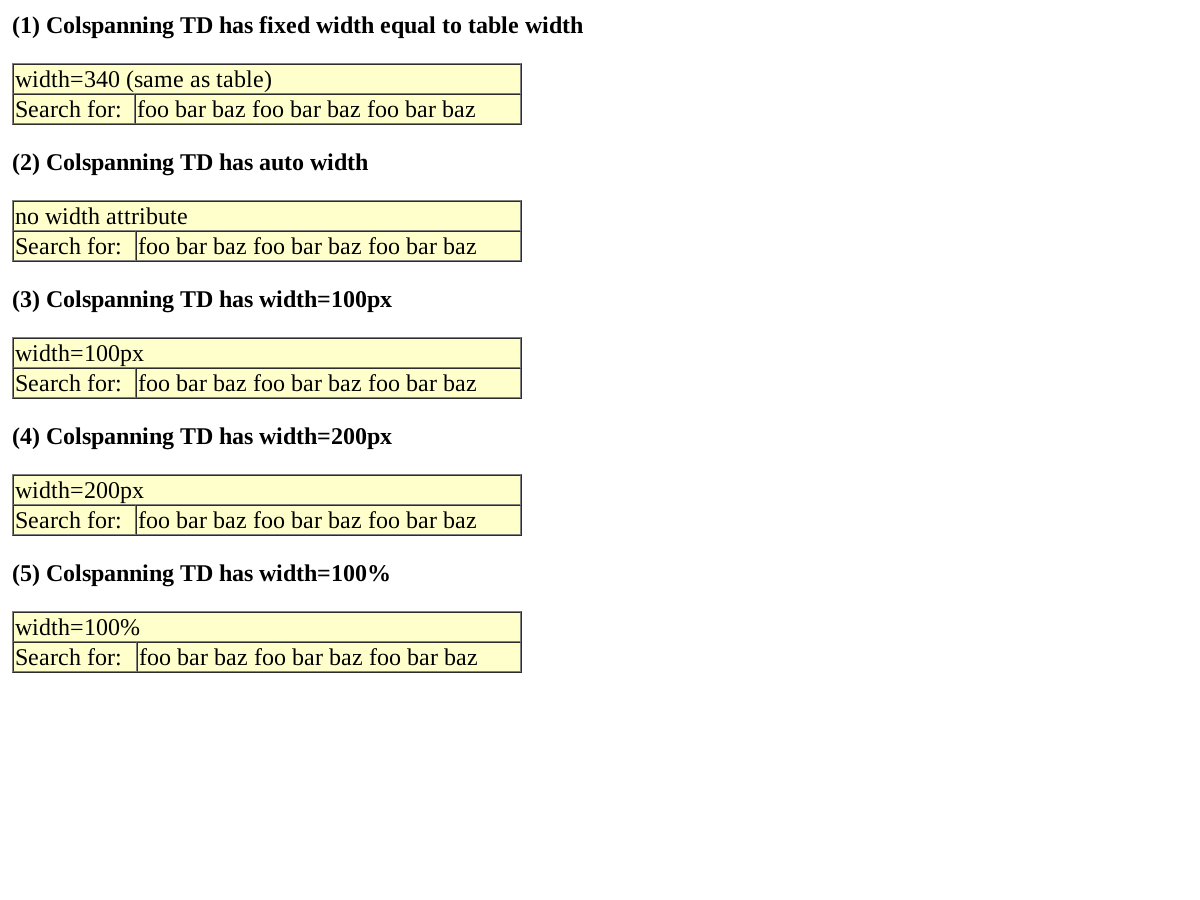 (1) Colspanning TD has fixed width equal to table width
width=340 (same as table)
Search for: foo bar baz foo bar baz foo bar baz
(2) Colspanning TD has auto width
no width attribute
Search for: foo bar baz foo bar baz foo bar baz
(3) Colspanning TD has width=100px
width=100px
Search for: foo bar baz foo bar baz foo bar baz
(4) Colspanning TD has width=200px
width=200px
Search for: foo bar baz foo bar baz foo bar baz
(5) Colspanning TD has width=100%
width=100%
Search for: foo bar baz foo bar baz foo bar baz